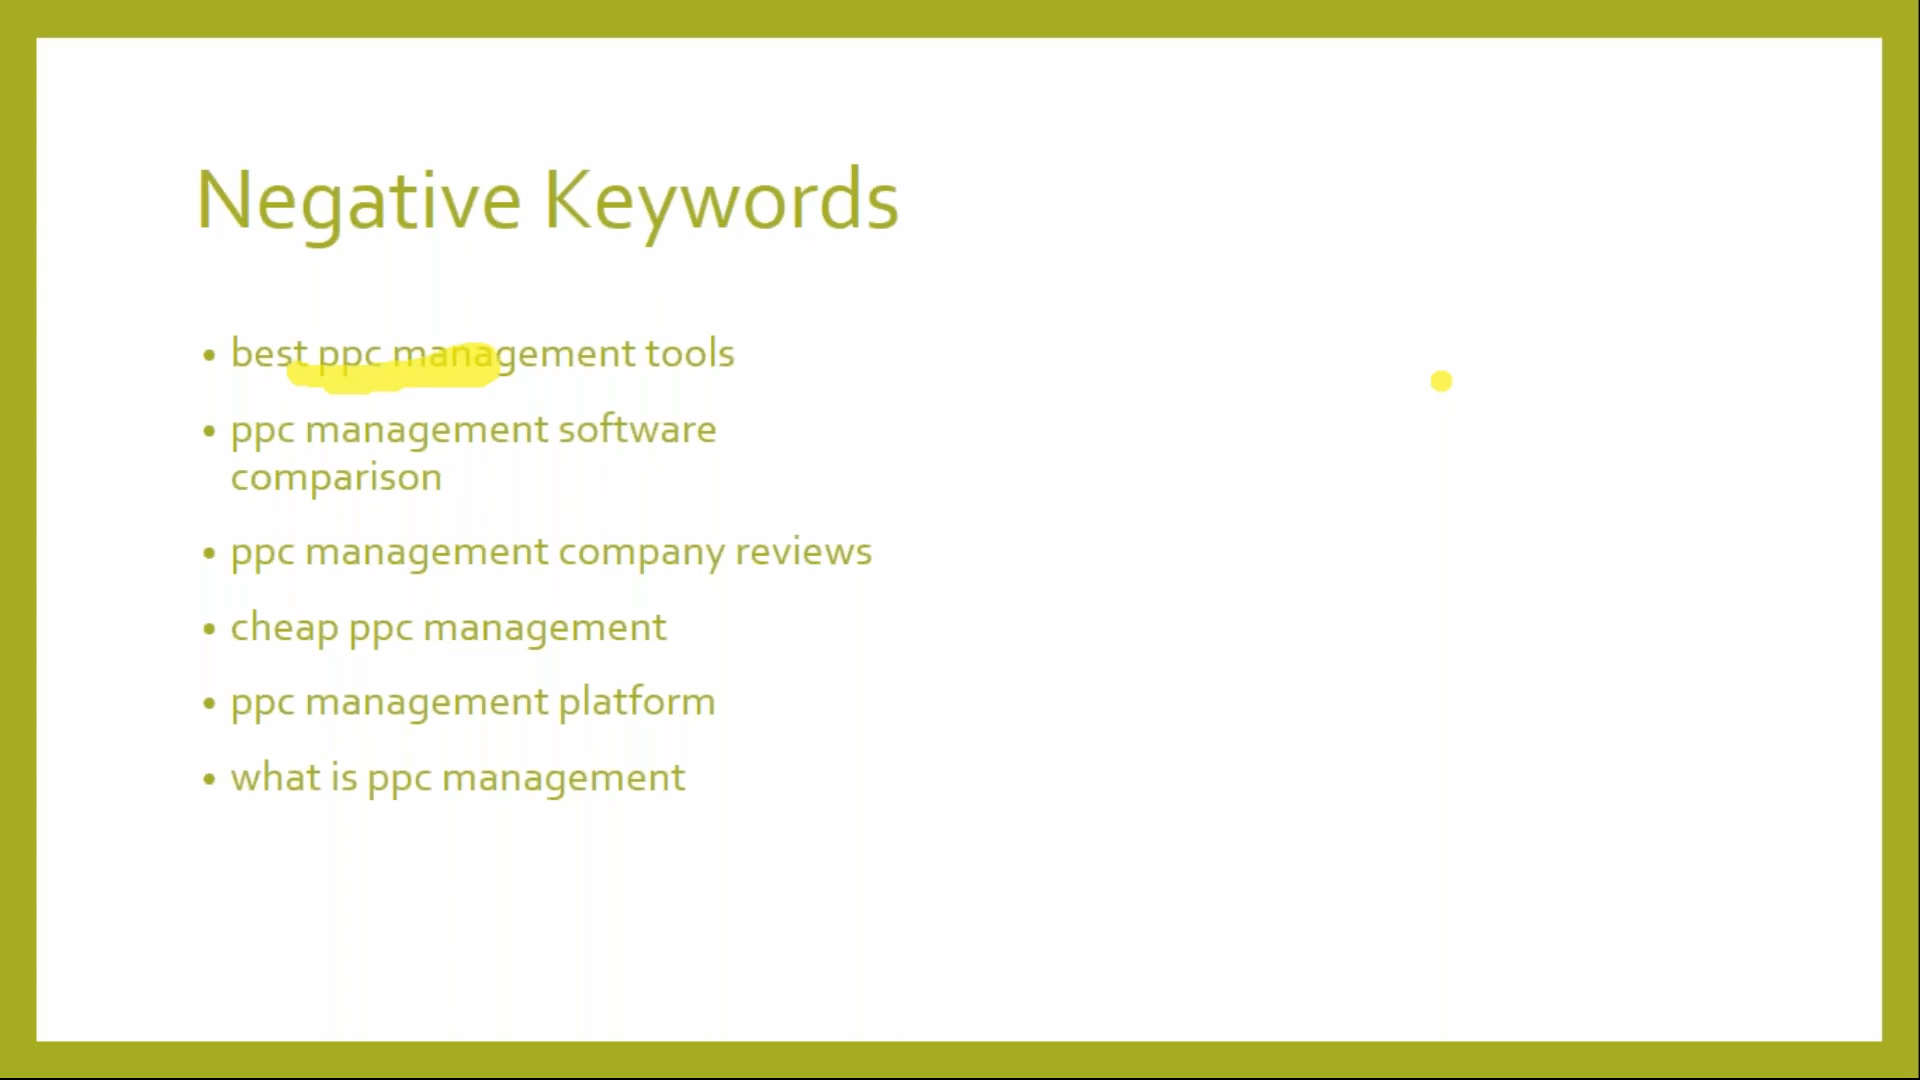 Negative Keywords
• best ppc management tools
• ppc management software
comparison
• ppc management company reviews
• cheap ppc management
• ppc management platform
• what is ppc management